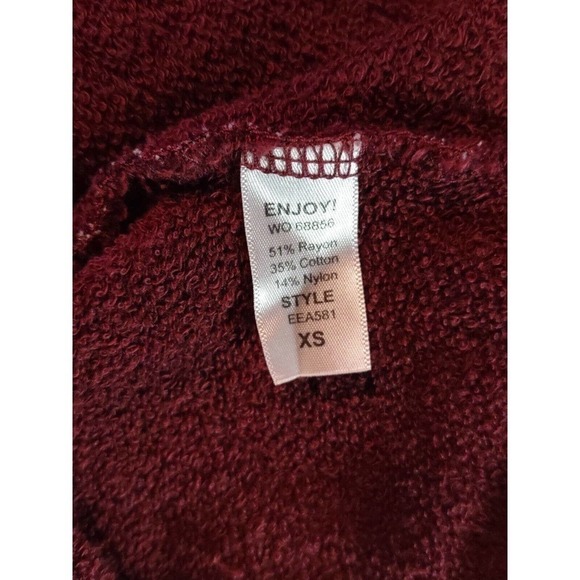 ENJOY!
WO 68856
51% Rayon
35% Cotton
14% Nylon
STYLE
EEA581
XS